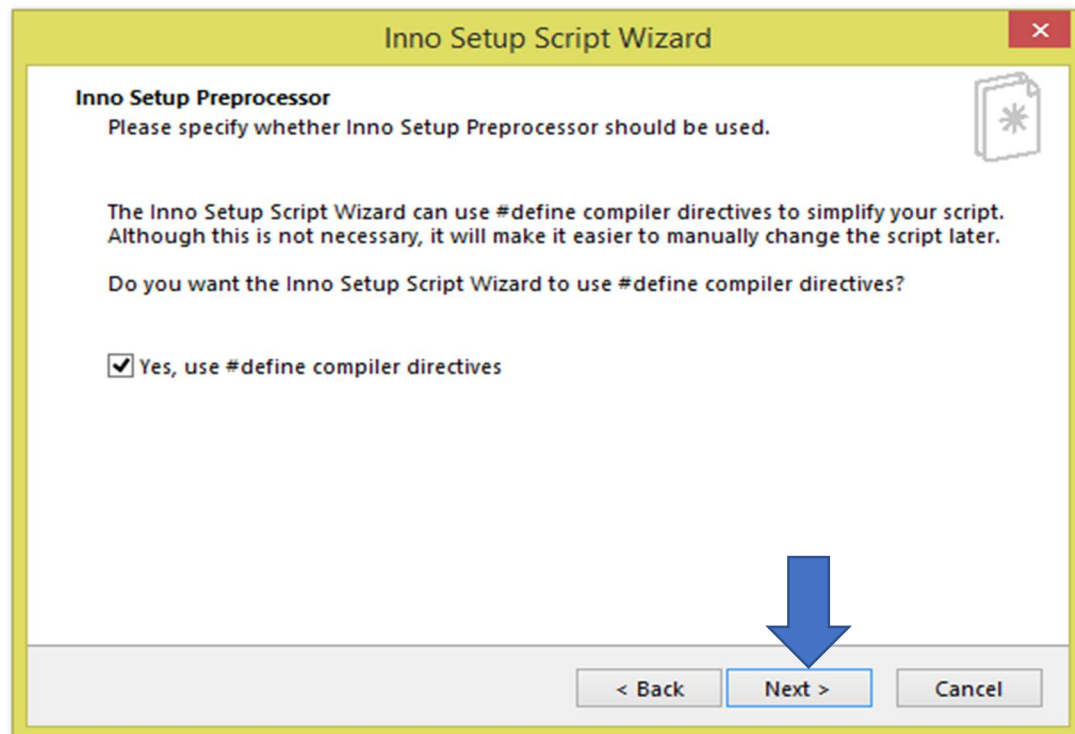 Inno Setup Script Wizard
Inno Setup Preprocessor
Please specify whether Inno Setup Preprocessor should be used.
The Inno Setup Script Wizard can use #define compiler directives to simplify your script.
Although this is not necessary, it will make it easier to manually change the script later.
Do you want the Inno Setup Script Wizard to use #define compiler directives?
Yes, use #define compiler directives
< Back Next > Cancel